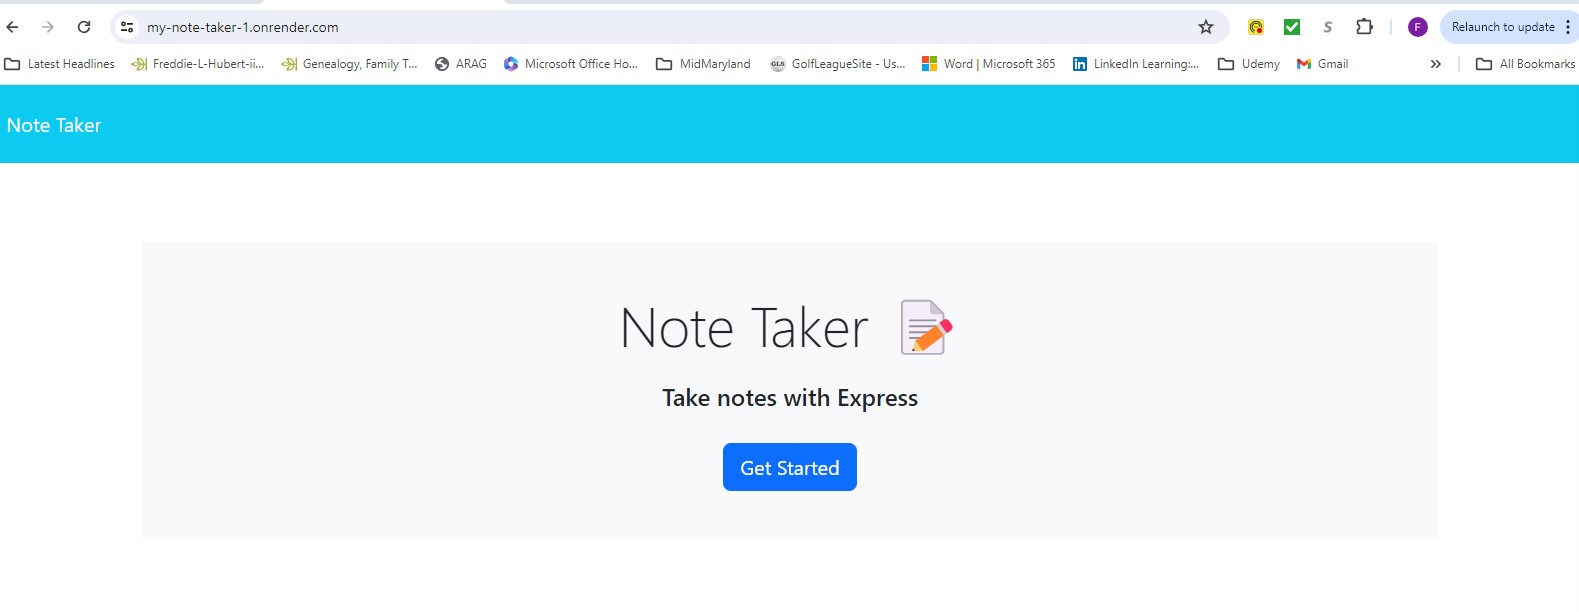 my-note-taker-1.onrender.com F Relaunch to update
Latest Headlines Freddie-L-Hubert-ii... Genealogy, Family T... ARAG Microsoft Office Ho... MidMaryland GLS GolfLeagueSite - Us... Word | Microsoft 365 LinkedIn Learning:... Udemy Gmail » All Bookmarks
Note Taker
Note Taker
Take notes with Express
Get Started